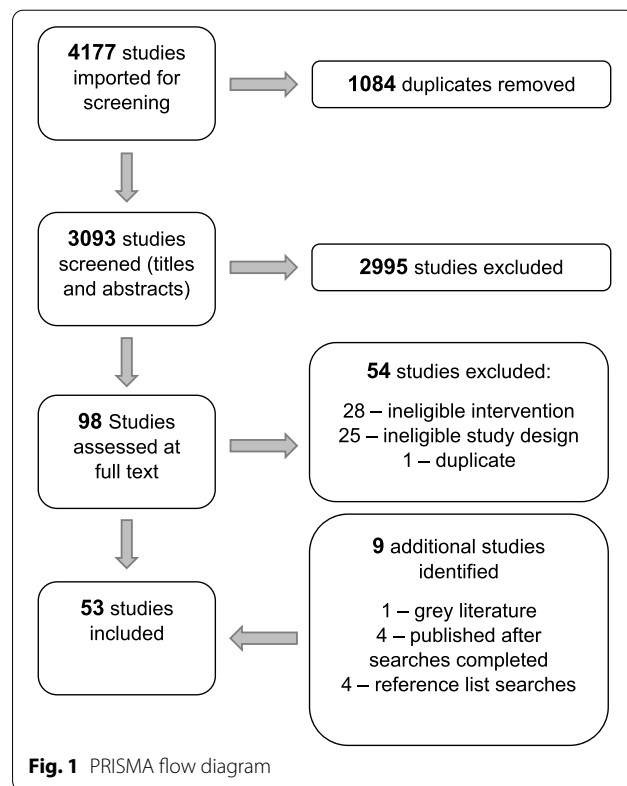 4177 studies
imported for
screening
1084 duplicates removed
3093 studies
screened (titles
and abstracts)
2995 studies excluded
98 Studies
assessed at
full text
54 studies excluded:
28 – ineligible intervention
25 – ineligible study design
1 – duplicate
53 studies
included
9 additional studies
identified
1 – grey literature
4 – published after
searches completed
4 – reference list searches
Fig. 1 PRISMA flow diagram